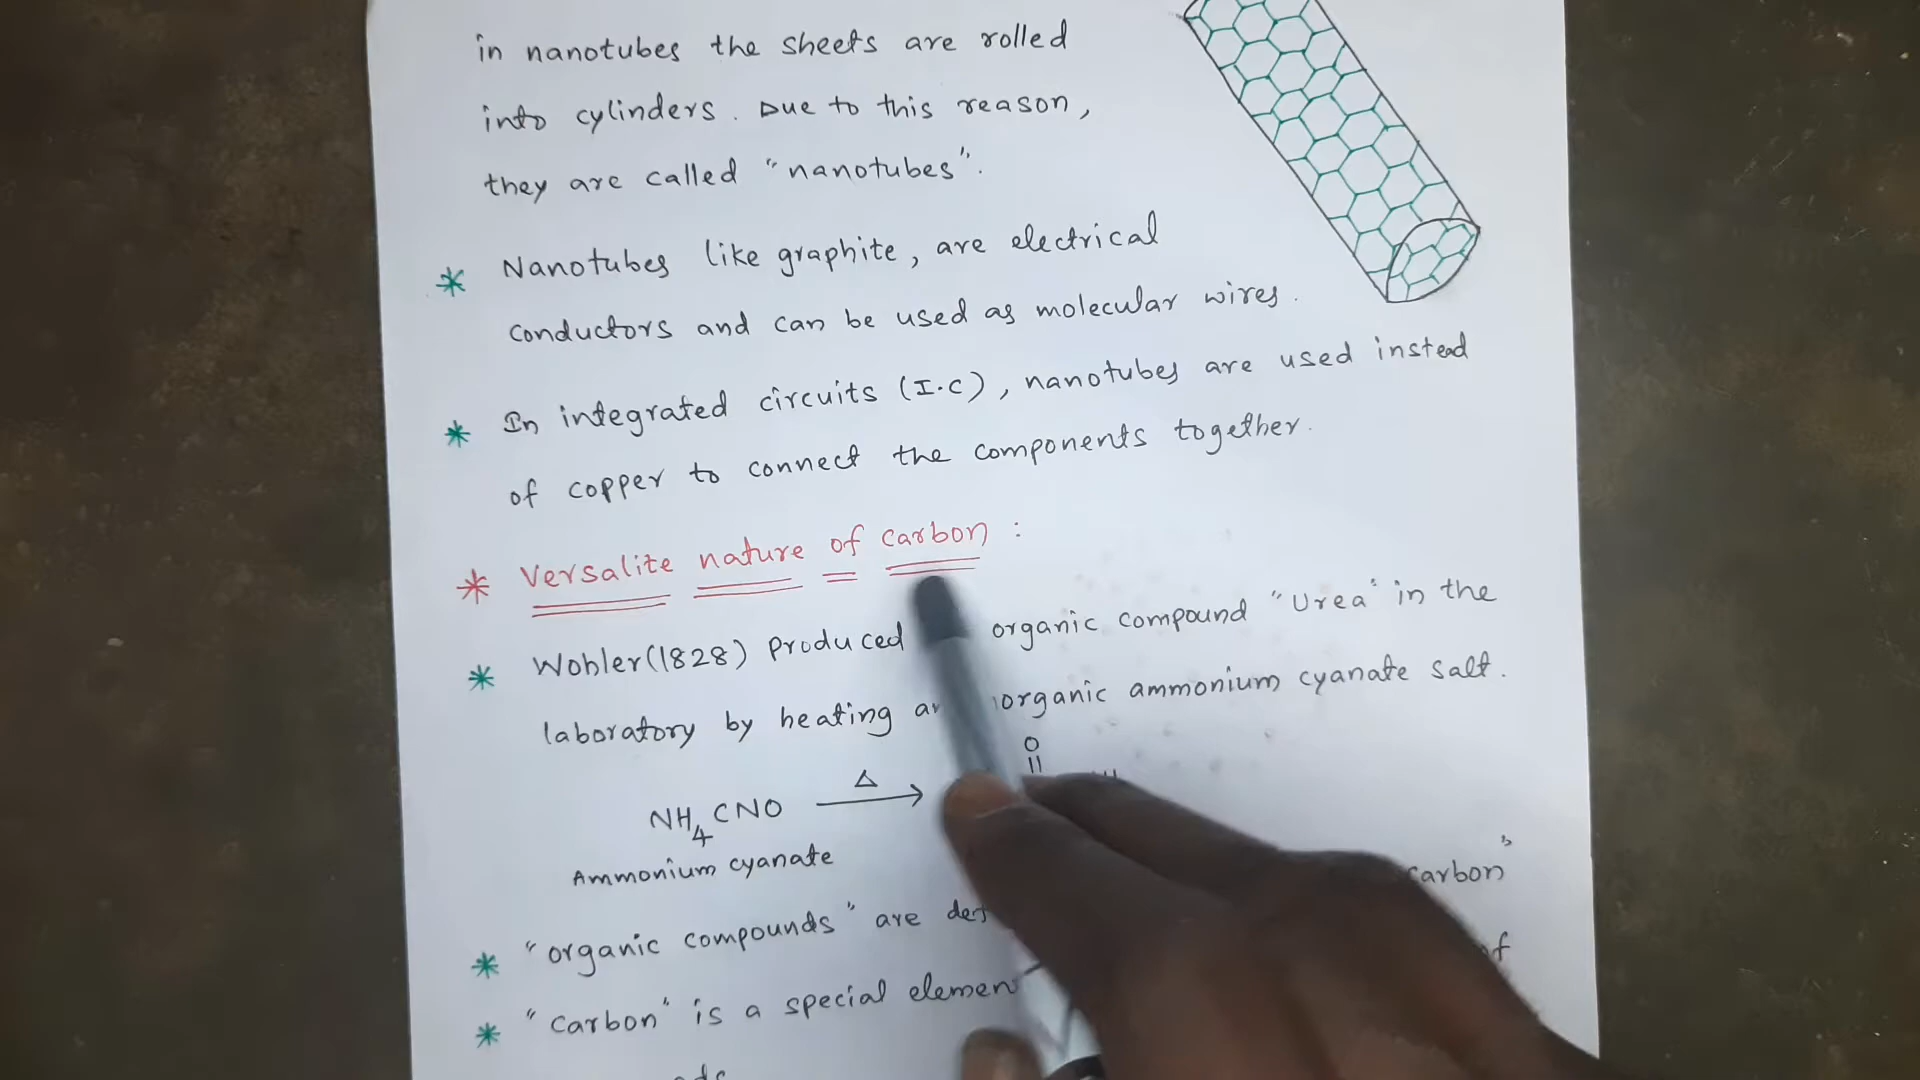 in nanotubes the sheets are rolled
into cylinders. Due to this reason,
they are called "nanotubes".
* Nanotubes like graphite, are electrical
conductors and can be used as molecular wires.
* In integrated circuits (I.C), nanotubes are used instead
of copper to connect the components together.
* Versalite nature of carbon:
* Wohler(1828) produced organic compound "Urea" in the
laboratory by heating organic ammonium cyanate salt.
O
NH4CNO Δ→
Ammonium cyanate
* "organic compounds" are carbon"
* "Carbon" is a special of